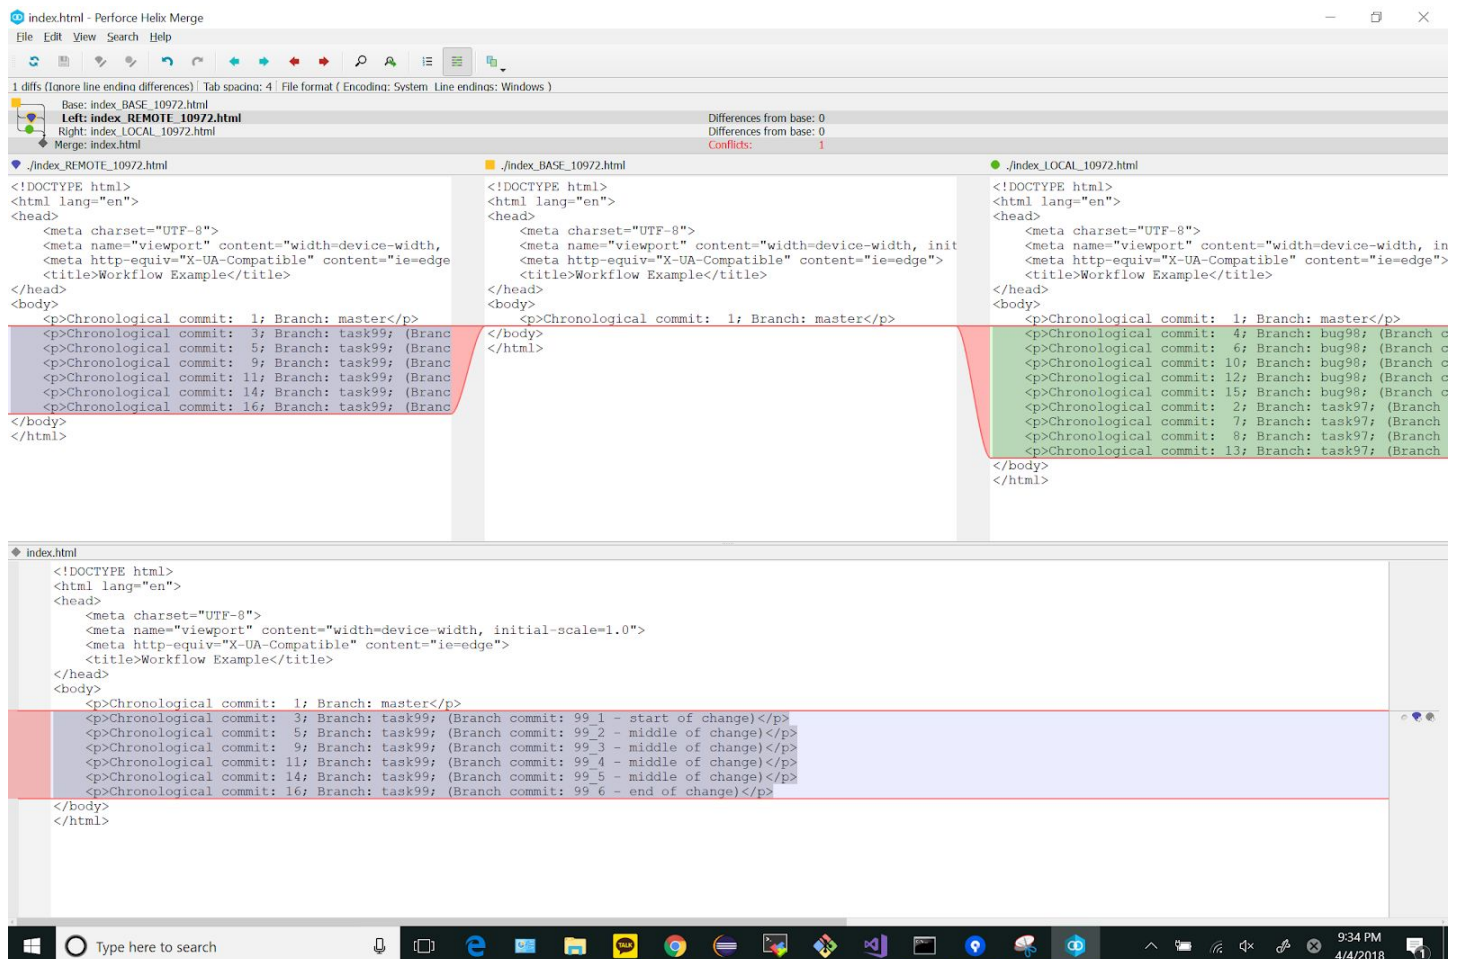 index.html - Perforce Helix Merge
File Edit View Search Help
1 diffs (Ignore line ending differences) Tab spacing: 4 File format ( Encoding: System Line endings: Windows )
Base: index_BASE_10972.html
Left: index_REMOTE_10972.html Differences from base: 0
Right: index_LOCAL_10972.html Differences from base: 0
Merge: index.html Conflicts: 1
./index_REMOTE_10972.html
<!DOCTYPE html>
<html lang="en">
<head>
<meta charset="UTF-8">
<meta name="viewport" content="width=device-width,
<meta http-equiv="X-UA-Compatible" content="ie=edge
<title>Workflow Example</title>
</head>
<body>
<p>Chronological commit:  1; Branch: master</p>
<p>Chronological commit:  3; Branch: task99; (Branc
<p>Chronological commit:  5; Branch: task99; (Branc
<p>Chronological commit:  9; Branch: task99; (Branc
<p>Chronological commit: 11; Branch: task99; (Branc
<p>Chronological commit: 14; Branch: task99; (Branc
<p>Chronological commit: 16; Branch: task99; (Branc
</body>
</html>
./index_BASE_10972.html
<!DOCTYPE html>
<html lang="en">
<head>
<meta charset="UTF-8">
<meta name="viewport" content="width=device-width, init
<meta http-equiv="X-UA-Compatible" content="ie=edge">
<title>Workflow Example</title>
</head>
<body>
<p>Chronological commit:  1; Branch: master</p>
</body>
</html>
./index_LOCAL_10972.html
<!DOCTYPE html>
<html lang="en">
<head>
<meta charset="UTF-8">
<meta name="viewport" content="width=device-width, in
<meta http-equiv="X-UA-Compatible" content="ie=edge">
<title>Workflow Example</title>
</head>
<body>
<p>Chronological commit:  1; Branch: master</p>
<p>Chronological commit:  4; Branch: bug98; (Branch c
<p>Chronological commit:  6; Branch: bug98; (Branch c
<p>Chronological commit: 10; Branch: bug98; (Branch c
<p>Chronological commit: 12; Branch: bug98; (Branch c
<p>Chronological commit: 15; Branch: bug98; (Branch c
<p>Chronological commit:  2; Branch: task97; (Branch
<p>Chronological commit:  7; Branch: task97; (Branch
<p>Chronological commit:  8; Branch: task97; (Branch
<p>Chronological commit: 13; Branch: task97; (Branch
</body>
</html>
index.html
<!DOCTYPE html>
<html lang="en">
<head>
<meta charset="UTF-8">
<meta name="viewport" content="width=device-width, initial-scale=1.0">
<meta http-equiv="X-UA-Compatible" content="ie=edge">
<title>Workflow Example</title>
</head>
<body>
<p>Chronological commit:  1; Branch: master</p>
<p>Chronological commit:  3; Branch: task99; (Branch commit: 99_1 - start of change)</p>
<p>Chronological commit:  5; Branch: task99; (Branch commit: 99_2 - middle of change)</p>
<p>Chronological commit:  9; Branch: task99; (Branch commit: 99_3 - middle of change)</p>
<p>Chronological commit: 11; Branch: task99; (Branch commit: 99_4 - middle of change)</p>
<p>Chronological commit: 14; Branch: task99; (Branch commit: 99_5 - middle of change)</p>
<p>Chronological commit: 16; Branch: task99; (Branch commit: 99_6 - end of change)</p>
</body>
</html>
Type here to search
TALK
9:34 PM
4/4/2018
1